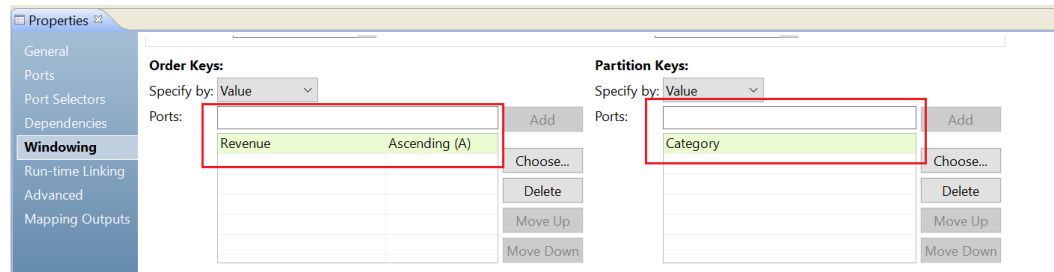 Properties
General
Ports
Port Selectors
Dependencies
Windowing
Run-time Linking
Advanced
Mapping Outputs
Order Keys:
Specify by: Value
Ports:
Add
Revenue Ascending (A)
Choose...
Delete
Move Up
Move Down
Partition Keys:
Specify by: Value
Ports:
Add
Category
Choose...
Delete
Move Up
Move Down